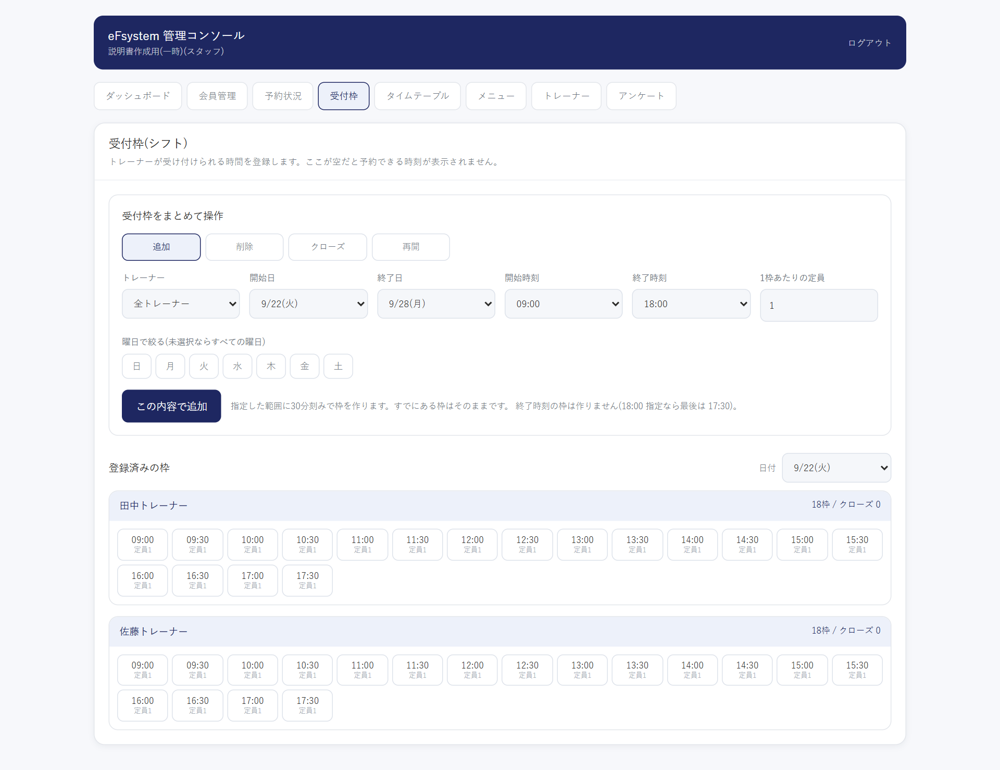 eFsystem 管理コンソール
説明書作成用(一時)(スタッフ)
ログアウト
ダッシュボード 会員管理 予約状況 受付枠 タイムテーブル メニュー トレーナー アンケート
受付枠(シフト)
トレーナーが受け付けられる時間を登録します。ここが空だと予約できる時刻が表示されません。
受付枠をまとめて操作
追加 削除 クローズ 再開
トレーナー 開始日 終了日 開始時刻 終了時刻 1枠あたりの定員
全トレーナー 9/22(火) 9/28(月) 09:00 18:00 1
曜日で絞る(未選択ならすべての曜日)
日 月 火 水 木 金 土
この内容で追加 指定した範囲に30分刻みで枠を作ります。すでにある枠はそのままです。 終了時刻の枠は作りません(18:00 指定なら最後は 17:30)。
登録済みの枠 日付 9/22(火)
田中トレーナー 18枠 / クローズ 0
09:00 09:30 10:00 10:30 11:00 11:30 12:00 12:30 13:00 13:30 14:00 14:30 15:00 15:30
定員1 定員1 定員1 定員1 定員1 定員1 定員1 定員1 定員1 定員1 定員1 定員1 定員1 定員1
16:00 16:30 17:00 17:30
定員1 定員1 定員1 定員1
佐藤トレーナー 18枠 / クローズ 0
09:00 09:30 10:00 10:30 11:00 11:30 12:00 12:30 13:00 13:30 14:00 14:30 15:00 15:30
定員1 定員1 定員1 定員1 定員1 定員1 定員1 定員1 定員1 定員1 定員1 定員1 定員1 定員1
16:00 16:30 17:00 17:30
定員1 定員1 定員1 定員1